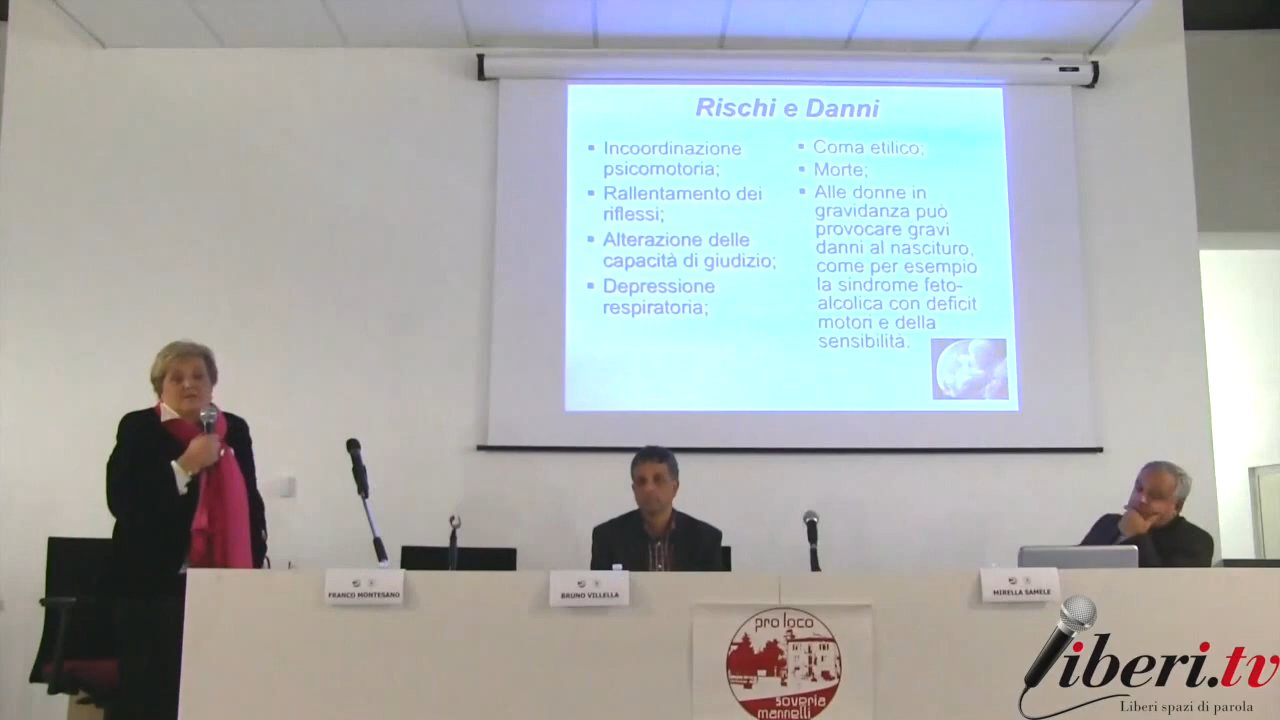 Rischi e Danni
▪ Incoordinazione
psicomotoria;
▪ Rallentamento dei
riflessi;
▪ Alterazione delle
capacità di giudizio;
▪ Depressione
respiratoria;
▪ Coma etilico;
▪ Morte;
▪ Alle donne in
gravidanza può
provocare gravi
danni al nascituro,
come per esempio
la sindrome feto-
alcolica con deficit
motori e della
sensibilità.
FRANCO MONTESANO
BRUNO VILLELLA
MIRELLA SAMELE
pro loco
soveria
mannelli
liberi.tv
Liberi spazi di parola